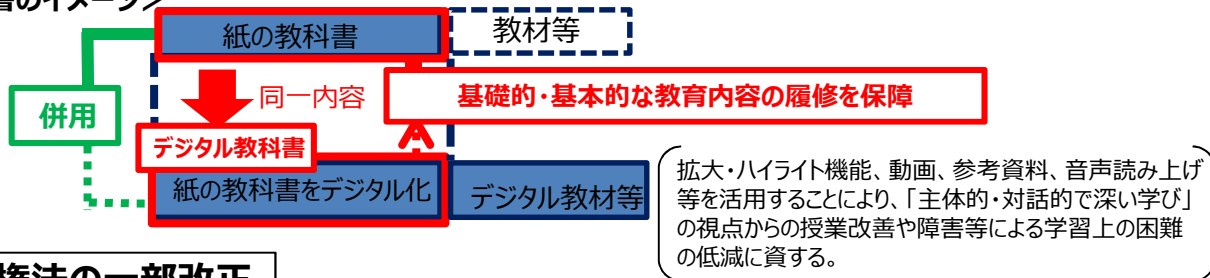 書のイメージ／
紙の教科書
教材等
同一内容
基礎的・基本的な教育内容の履修を保障
併用
デジタル教科書
紙の教科書をデジタル化
デジタル教材等
拡大・ハイライト機能、動画、参考資料、音声読み上げ
等を活用することにより、「主体的・対話的で深い学び」
の視点からの授業改善や障害等による学習上の困難
の低減に資する。
権法の一部改正